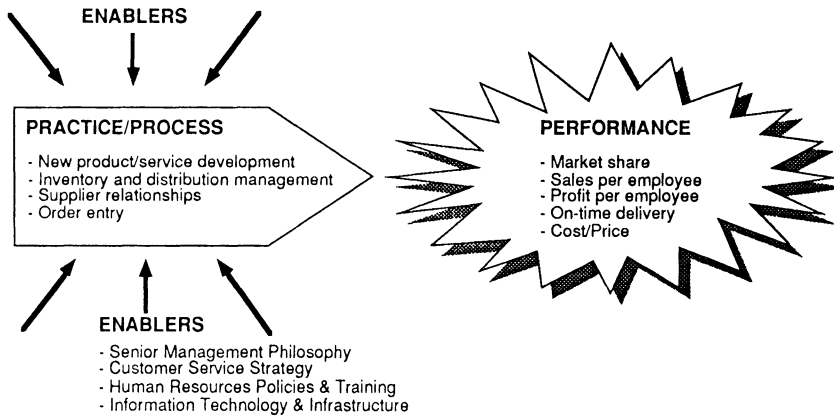 ENABLERS
PRACTICE/PROCESS
- New product/service development
- Inventory and distribution management
- Supplier relationships
- Order entry
PERFORMANCE
- Market share
- Sales per employee
- Profit per employee
- On-time delivery
- Cost/Price
ENABLERS
- Senior Management Philosophy
- Customer Service Strategy
- Human Resources Policies & Training
- Information Technology & Infrastructure